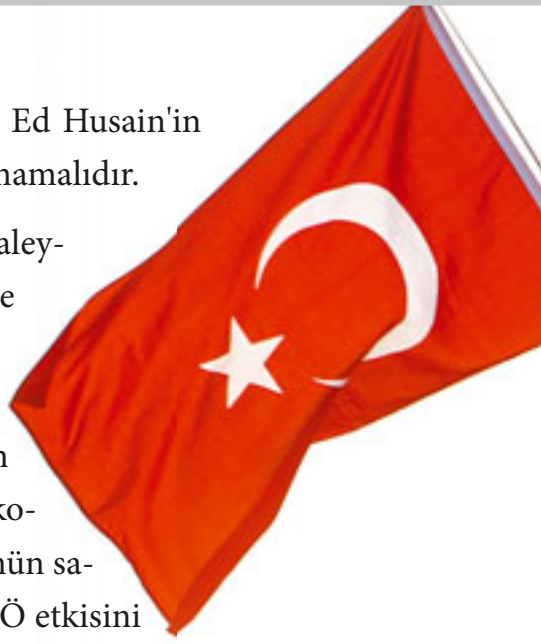 Ed Husain'in
namalıdır.
aley-
e
n
ko-
nün sa-
Ö etkisini